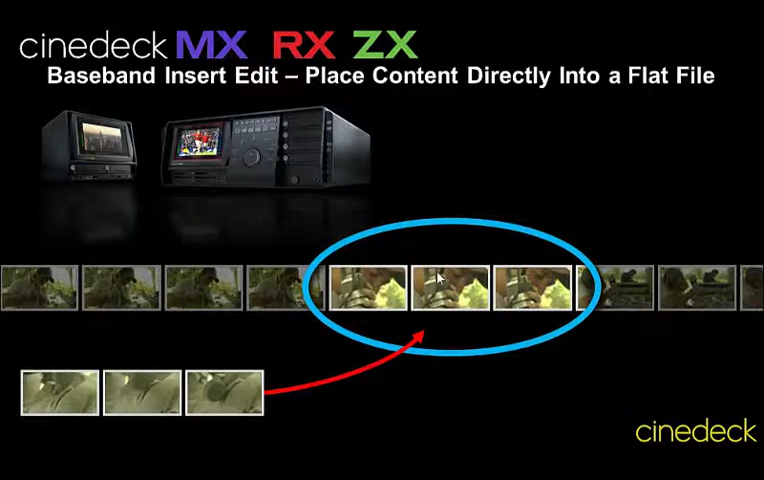 cinedeck MX RX ZX
Baseband Insert Edit – Place Content Directly Into a Flat File
cinedeck